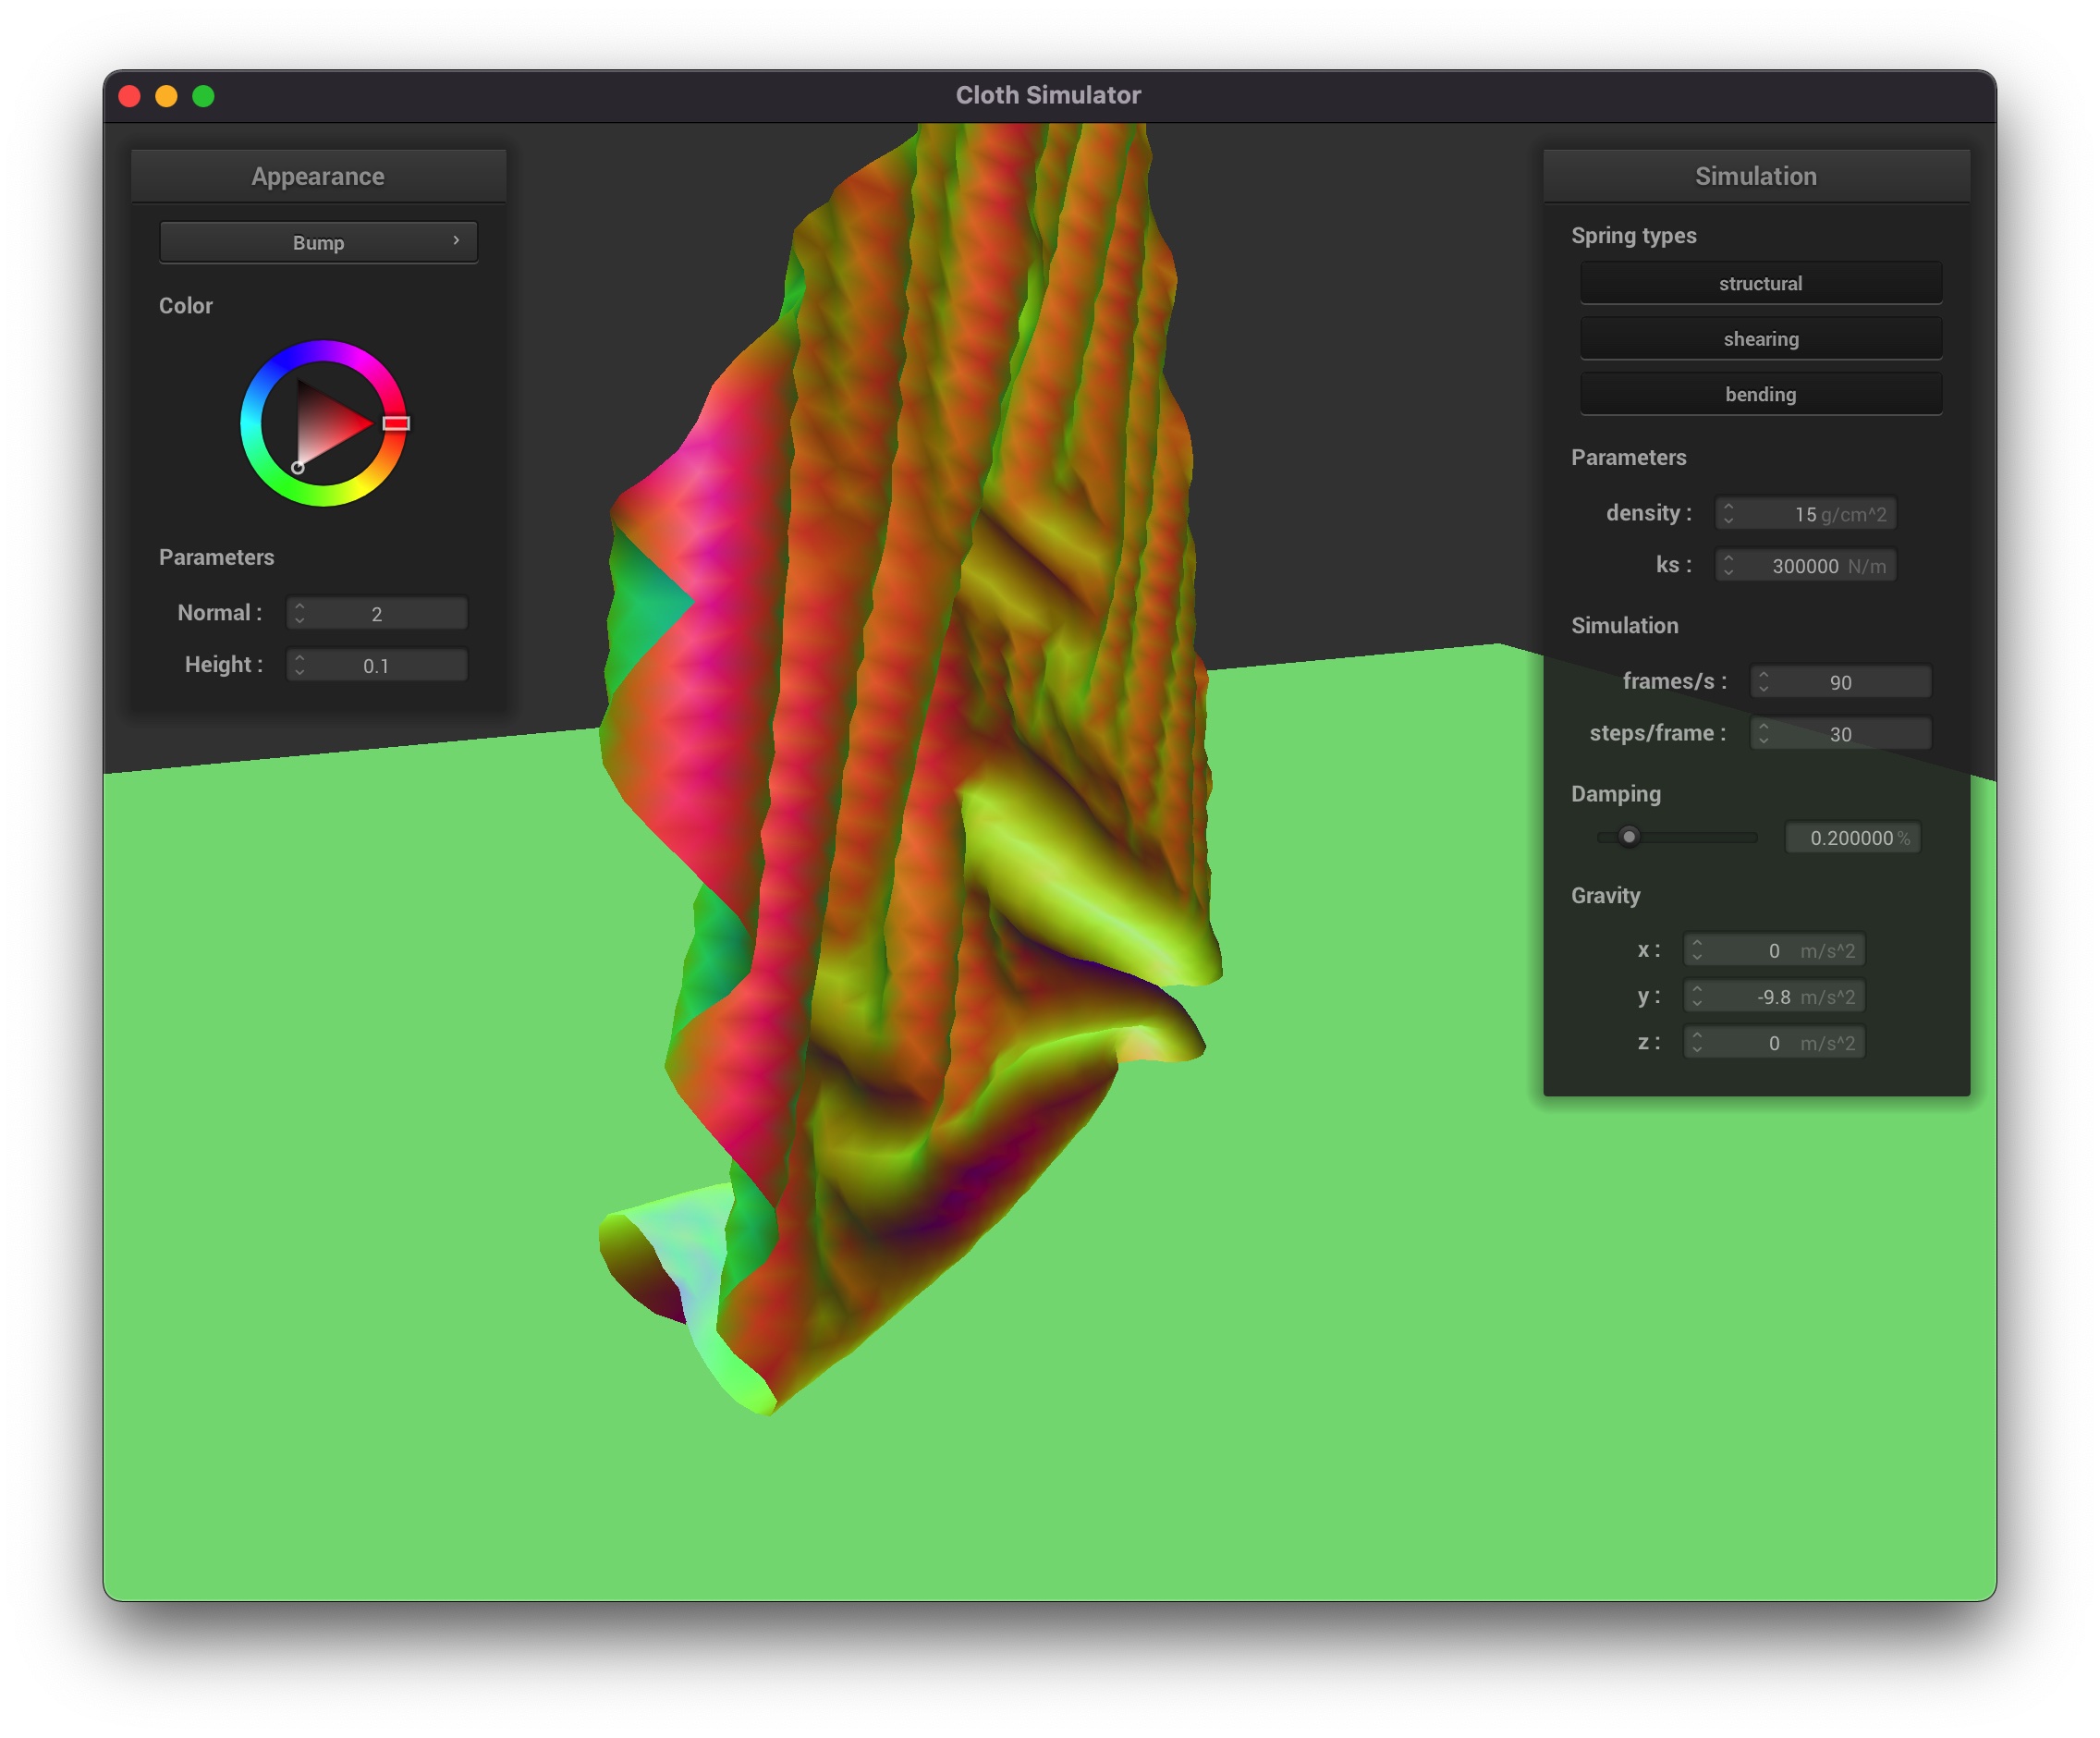 Cloth Simulator
Appearance
Bump
Color
Parameters
Normal : 2
Height : 0.1
Simulation
Spring types
structural
shearing
bending
Parameters
density : 15 g/cm^2
ks : 300000 N/m
Simulation
frames/s : 90
steps/frame : 30
Damping
0.200000 %
Gravity
x : 0 m/s^2
y : -9.8 m/s^2
z : 0 m/s^2